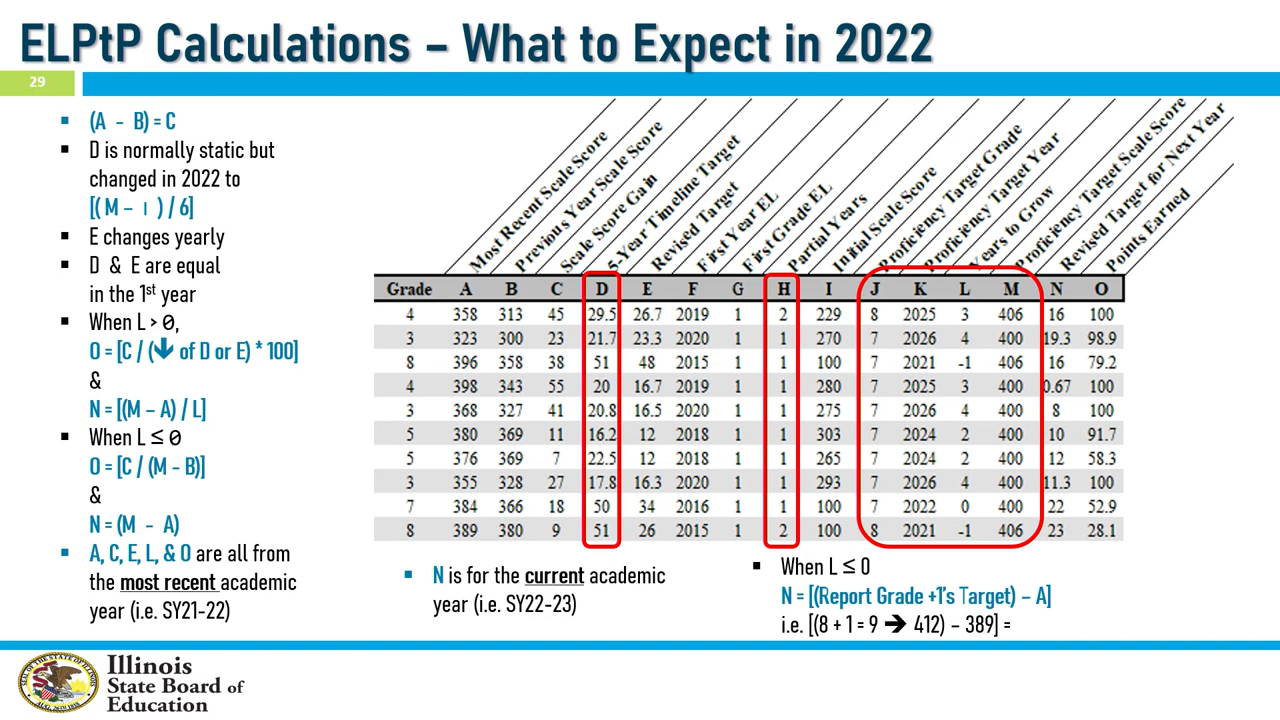 ELPtP Calculations – What to Expect in 2022
29
▪ (A - B) = C
▪ D is normally static but
changed in 2022 to
[( M – I ) / 6]
▪ E changes yearly
▪ D & E are equal
in the 1st year
▪ When L > 0,
O = [C / (🡻 of D or E) * 100]
&
N = [(M – A) / L]
▪ When L ≤ 0
O = [C / (M - B)]
&
N = (M - A)
▪ A, C, E, L, & O are all from
the most recent academic
year (i.e. SY21-22)
Most Recent Scale Score
Previous Year Scale Score
Scale Score Gain
5-Year Timeline Target
Revised Target
First Year EL
First Grade EL
Partial Years
Initial Scale Score
Proficiency Target Grade
Proficiency Target Year
Years to Grow
Proficiency Target Scale Score
Revised Target for Next Year
Points Earned
Grade A B C D E F G H I J K L M N O
4 358 313 45 29.5 26.7 2019 1 2 229 8 2025 3 406 16 100
3 323 300 23 21.7 23.3 2020 1 1 270 7 2026 4 400 19.3 98.9
8 396 358 38 51 48 2015 1 1 100 7 2021 -1 406 16 79.2
4 398 343 55 20 16.7 2019 1 1 280 7 2025 3 400 0.67 100
3 368 327 41 20.8 16.5 2020 1 1 275 7 2026 4 400 8 100
5 380 369 11 16.2 12 2018 1 1 303 7 2024 2 400 10 91.7
5 376 369 7 22.5 12 2018 1 1 265 7 2024 2 400 12 58.3
3 355 328 27 17.8 16.3 2020 1 1 293 7 2026 4 400 11.3 100
7 384 366 18 50 34 2016 1 1 100 7 2022 0 400 22 52.9
8 389 380 9 51 26 2015 1 2 100 8 2021 -1 406 23 28.1
▪ N is for the current academic
year (i.e. SY22-23)
▪ When L ≤ 0
N = [(Report Grade +1's Target) – A]
i.e. [(8 + 1 = 9 🡺 412) – 389] =
Illinois
State Board of
Education